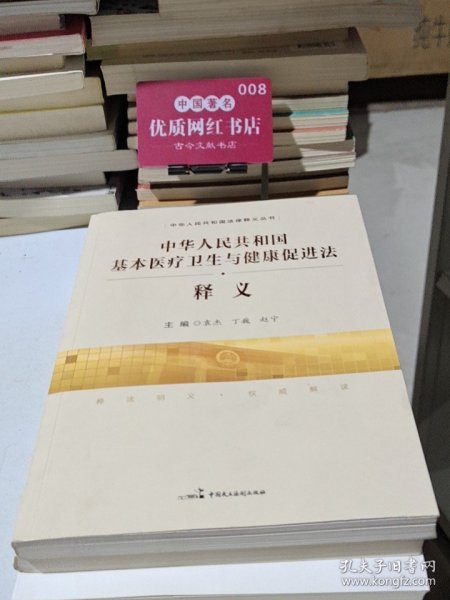 008
中国著名
优质网红书店
古今文献书店
中华人民共和国法律释义丛书
中华人民共和国
基本医疗卫生与健康促进法
释义
主编◎袁杰 丁巍 赵宁
释法明义·权威解读
中国民主法制出版社
孔夫子旧书网
www.kongfz.com